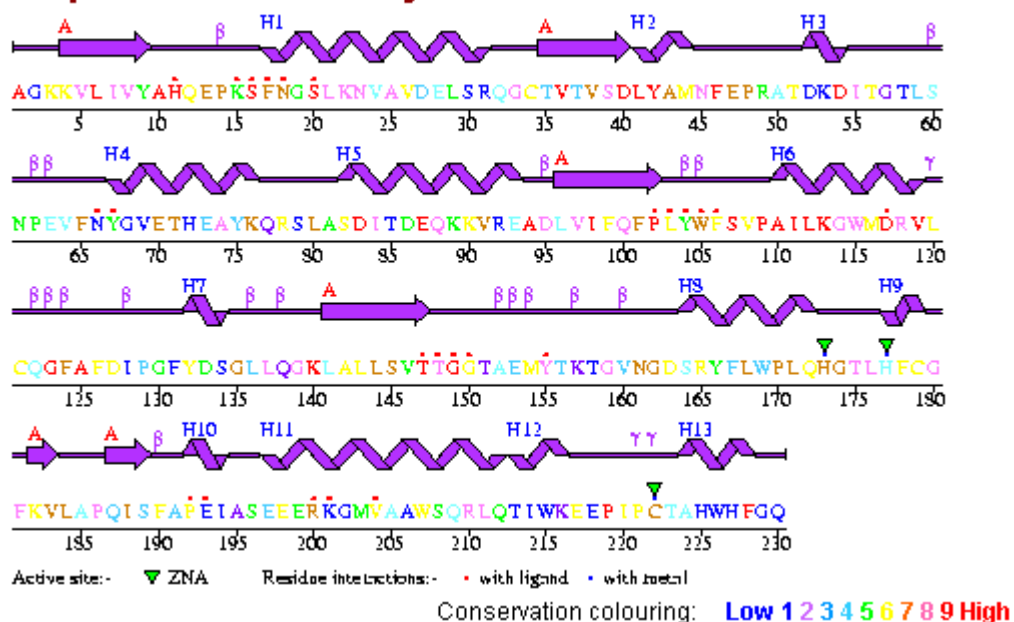 A β H1 A H2 H3 β
AGKKVLIVYAHQEPKSFNGSLKNVAVDELSRQGCTVTVSDLYAMNFEPRATDKDITGTLS
5 10 15 20 25 30 35 40 45 50 55 60
ββ H4 H5 β A ββ H6 γ
NPEVFNYGVETHEAYKQRSLASDITDEQKKVREADLVIFQFPLYWFSVPAILKGWMDRVL
65 70 75 80 85 90 95 100 105 110 115 120
βββ β H7 β β A βββ β β H8 H9
CQGFAFDIPGFYDSGLLQGKLALLSVTTGGTAEMYTKTGVNGDSRYFLWPLQHGTLHFCG
125 130 135 140 145 150 155 160 165 170 175 180
A A β H10 H11 H12 γγ H13
FKVLAPQISFAPEIASEEERKGMVAAWSQRLQTIWKEEPIPCTAHWHFGQ
185 190 195 200 205 210 215 220 225 230
Active site:- ZNA Residue interactions:- with ligand with metal
Conservation colouring: Low 1 2 3 4 5 6 7 8 9 High